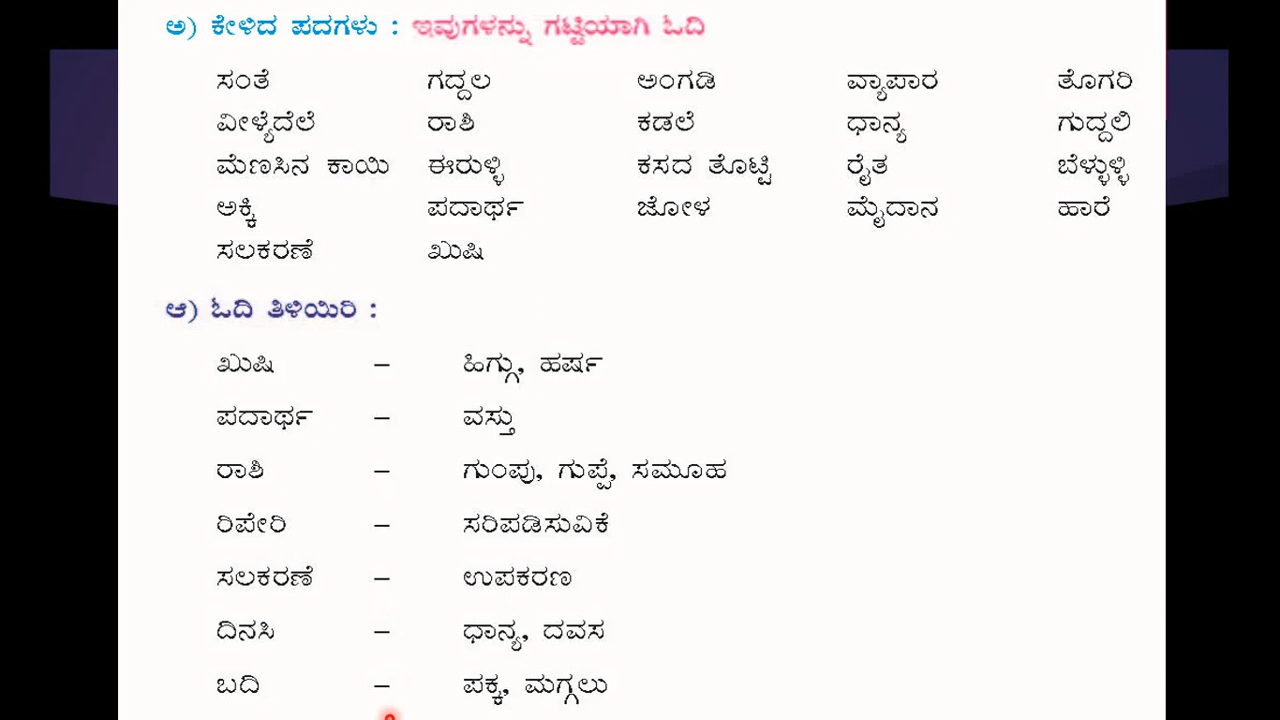 ಅ) ಕೇಳಿದ ಪದಗಳು : ಇವುಗಳನ್ನು ಗಟ್ಟಿಯಾಗಿ ಓದಿ
ಸಂತೆ ಗದ್ದಲ ಅಂಗಡಿ ವ್ಯಾಪಾರ ತೊಗರಿ
ವೀಳ್ಯೆದೆಲೆ ರಾಶಿ ಕಡಲೆ ಧಾನ್ಯ ಗುದ್ದಲಿ
ಮೆಣಸಿನ ಕಾಯಿ ಈರುಳ್ಳಿ ಕಸದ ತೊಟ್ಟಿ ರೈತ ಬೆಳ್ಳುಳ್ಳಿ
ಅಕ್ಕಿ ಪದಾರ್ಥ ಜೋಳ ಮೈದಾನ ಹಾರೆ
ಸಲಕರಣೆ ಖುಷಿ
ಆ) ಓದಿ ತಿಳಿಯಿರಿ :
ಖುಷಿ – ಹಿಗ್ಗು, ಹರ್ಷ
ಪದಾರ್ಥ – ವಸ್ತು
ರಾಶಿ – ಗುಂಪು, ಗುಪ್ಪೆ, ಸಮೂಹ
ರಿಪೇರಿ – ಸರಿಪಡಿಸುವಿಕೆ
ಸಲಕರಣೆ – ಉಪಕರಣ
ದಿನಸಿ – ಧಾನ್ಯ, ದವಸ
ಬದಿ – ಪಕ್ಕ, ಮಗ್ಗಲು